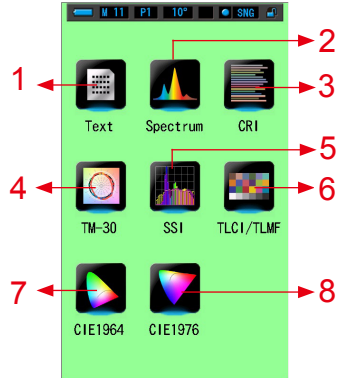 M 11 P1 10° SNG
1 2 3
Text Spectrum CRI
4 5 6
TM-30 SSI TLCI/TLMF
7 8
CIE1964 CIE1976